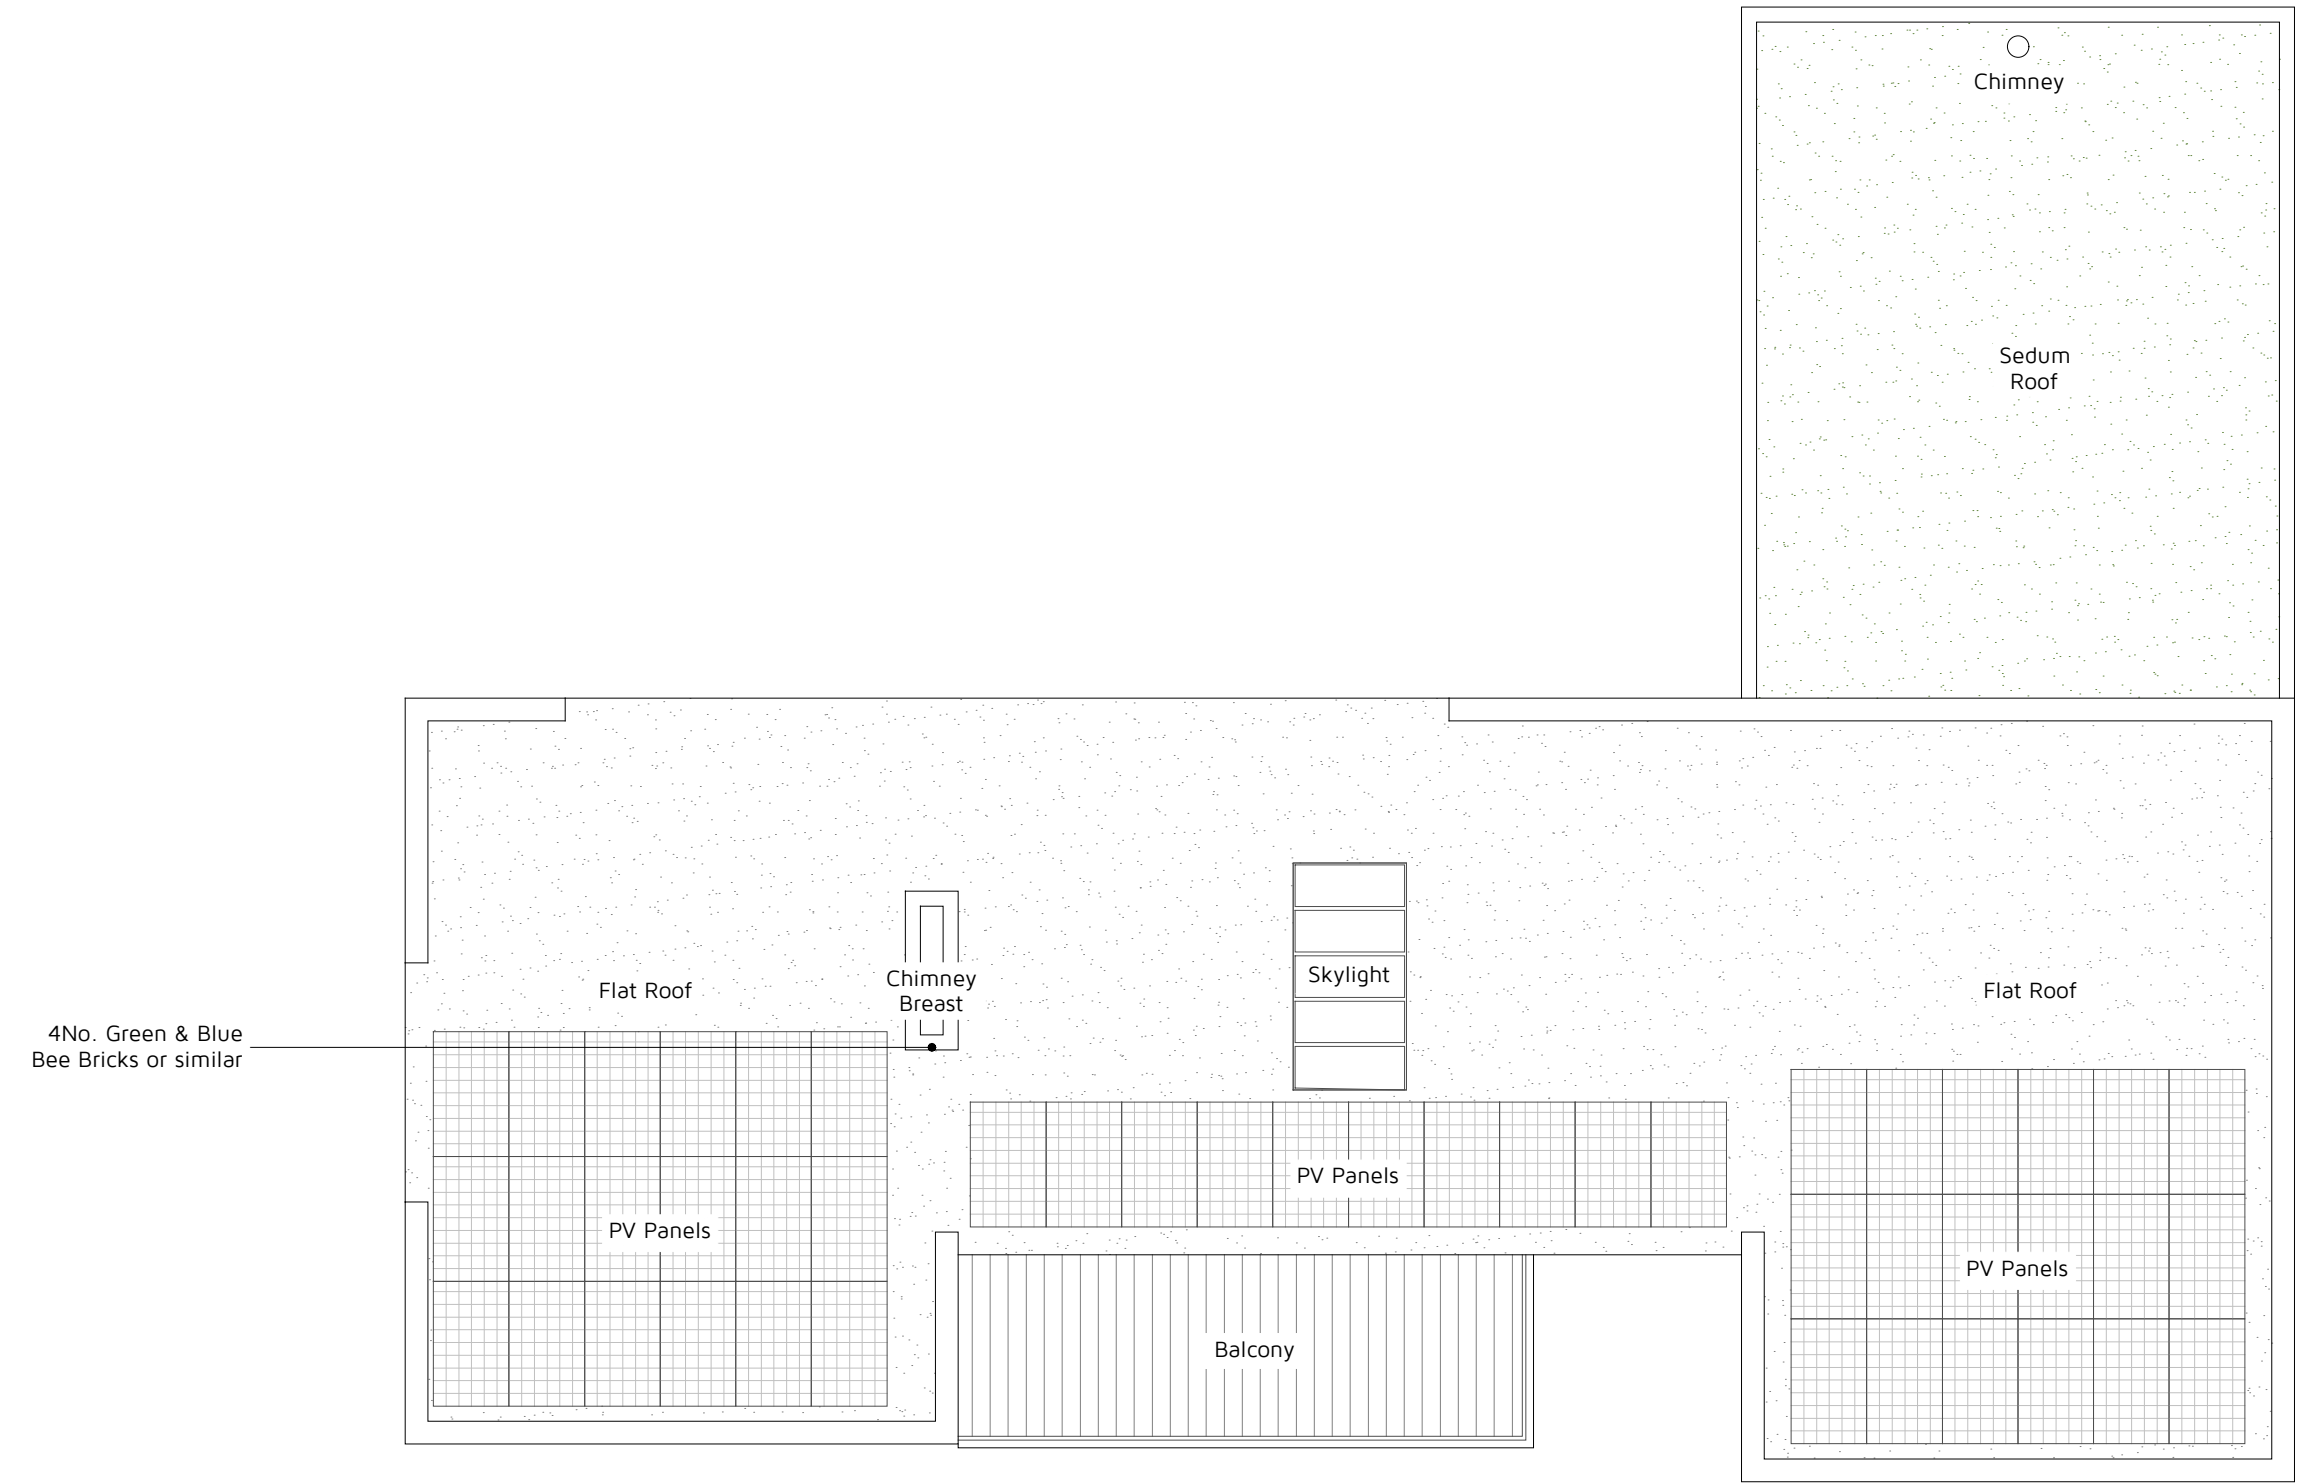 Chimney
Sedum
Roof
Flat Roof
Chimney
Breast
Skylight
Flat Roof
4No. Green & Blue
Bee Bricks or similar
PV Panels
PV Panels
PV Panels
Balcony